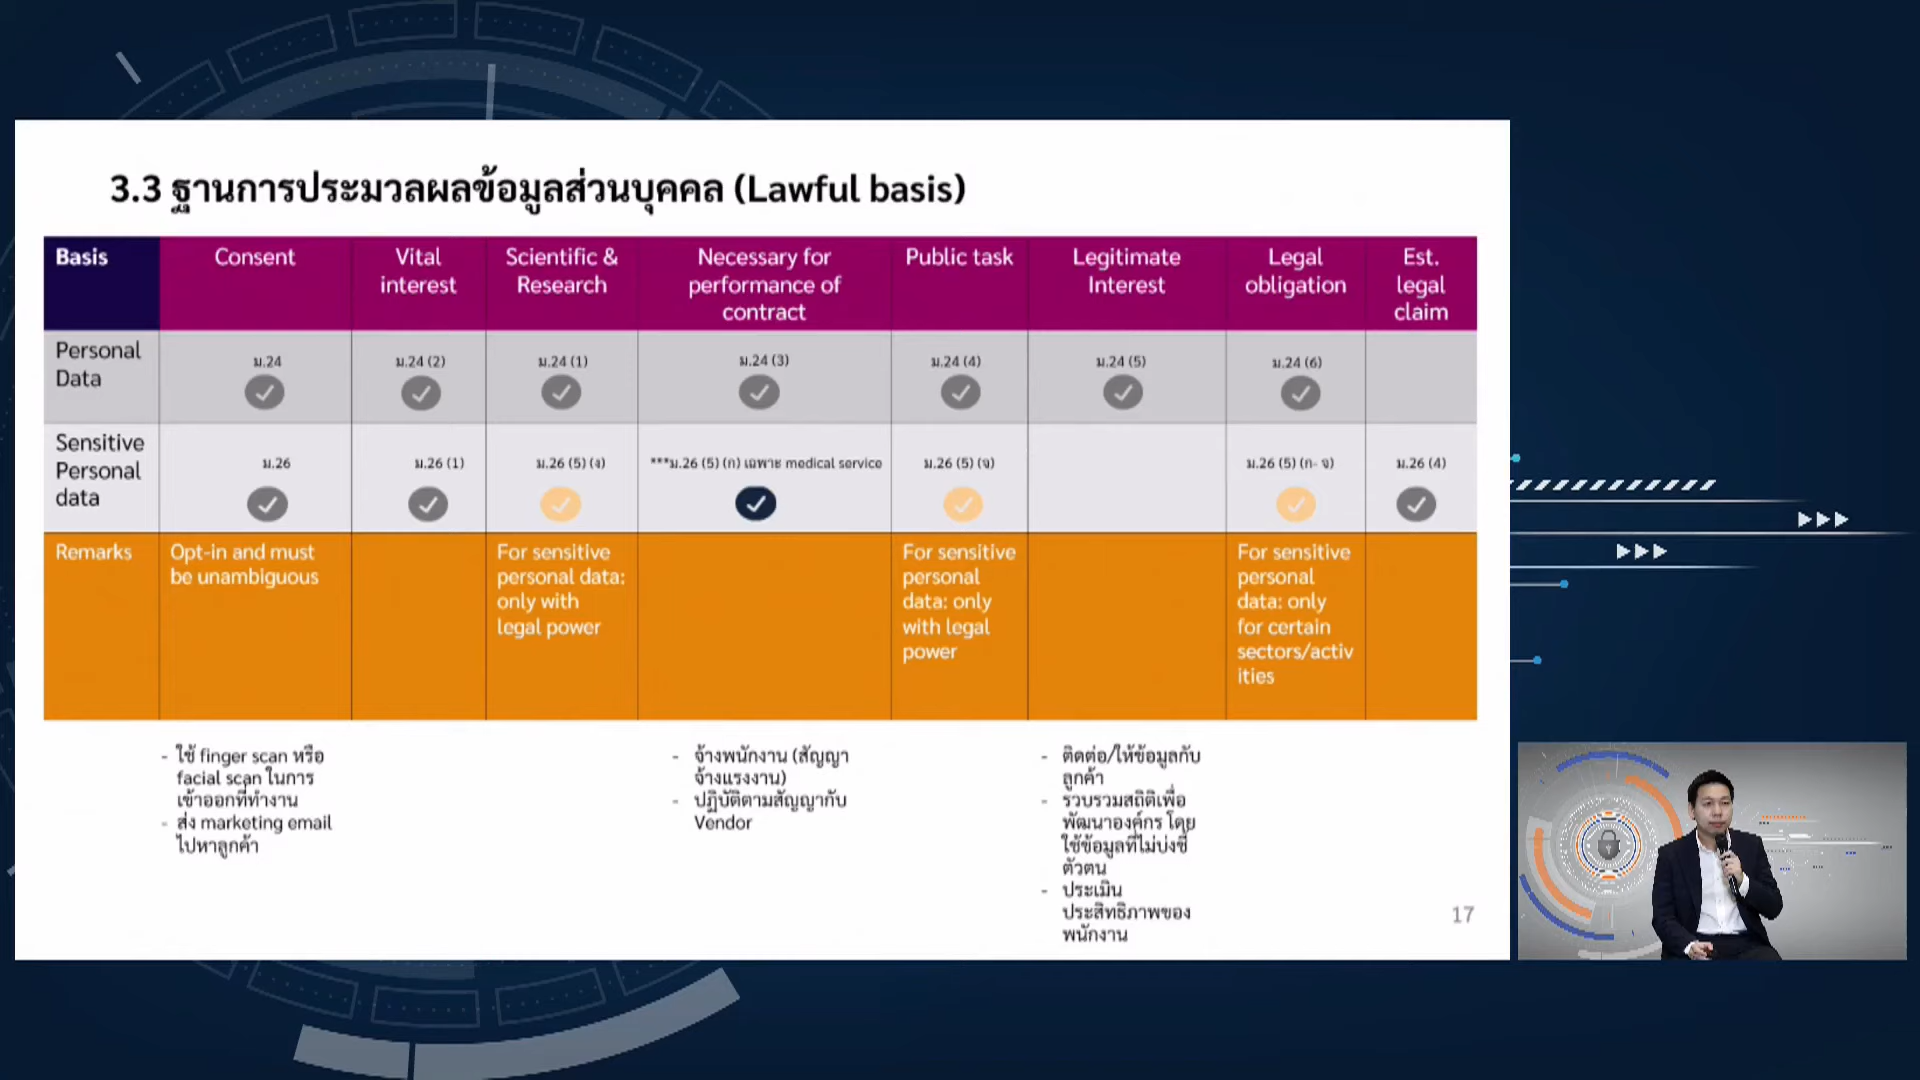 3.3 ฐานการประมวลผลข้อมูลส่วนบุคคล (Lawful basis)
Basis
Consent
Vital
interest
Scientific &
Research
Necessary for
performance of
contract
Public task
Legitimate
Interest
Legal
obligation
Est.
legal
claim
Personal
Data
ม.24
ม.24 (2)
ม.24 (1)
ม.24 (3)
ม.24 (4)
ม.24 (5)
ม.24 (6)
Sensitive
Personal
data
ม.26
ม.26 (1)
ม.26 (5) (ง)
***ม.26 (5) (ก) เฉพาะ medical service
ม.26 (5) (จ)
ม.26 (5) (ก- จ)
ม.26 (4)
Remarks
Opt-in and must
be unambiguous
For sensitive
personal data:
only with
legal power
For sensitive
personal
data: only
with legal
power
For sensitive
personal
data: only
for certain
sectors/activ
ities
- ใช้ finger scan หรือ
facial scan ในการ
เข้าออกที่ทำงาน
- ส่ง marketing email
ไปหาลูกค้า
- จ้างพนักงาน (สัญญา
จ้างแรงงาน)
- ปฏิบัติตามสัญญากับ
Vendor
- ติดต่อ/ให้ข้อมูลกับ
ลูกค้า
- รวบรวมสถิติเพื่อ
พัฒนาองค์กร โดย
ใช้ข้อมูลที่ไม่บ่งชี้
ตัวตน
- ประเมิน
ประสิทธิภาพของ
พนักงาน
17